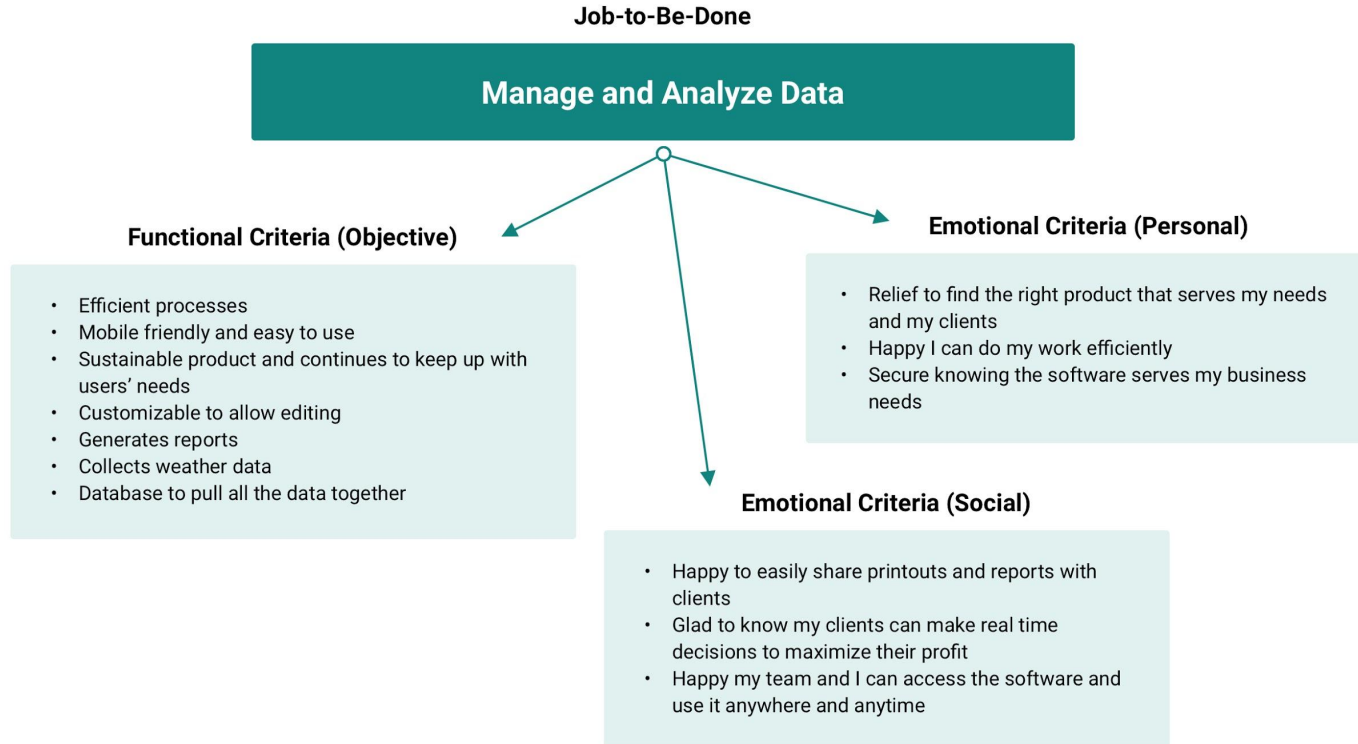 Job-to-Be-Done
Manage and Analyze Data
Functional Criteria (Objective)
• Efficient processes
• Mobile friendly and easy to use
• Sustainable product and continues to keep up with
users’ needs
• Customizable to allow editing
• Generates reports
• Collects weather data
• Database to pull all the data together
Emotional Criteria (Personal)
• Relief to find the right product that serves my needs
and my clients
• Happy I can do my work efficiently
• Secure knowing the software serves my business
needs
Emotional Criteria (Social)
• Happy to easily share printouts and reports with
clients
• Glad to know my clients can make real time
decisions to maximize their profit
• Happy my team and I can access the software and
use it anywhere and anytime